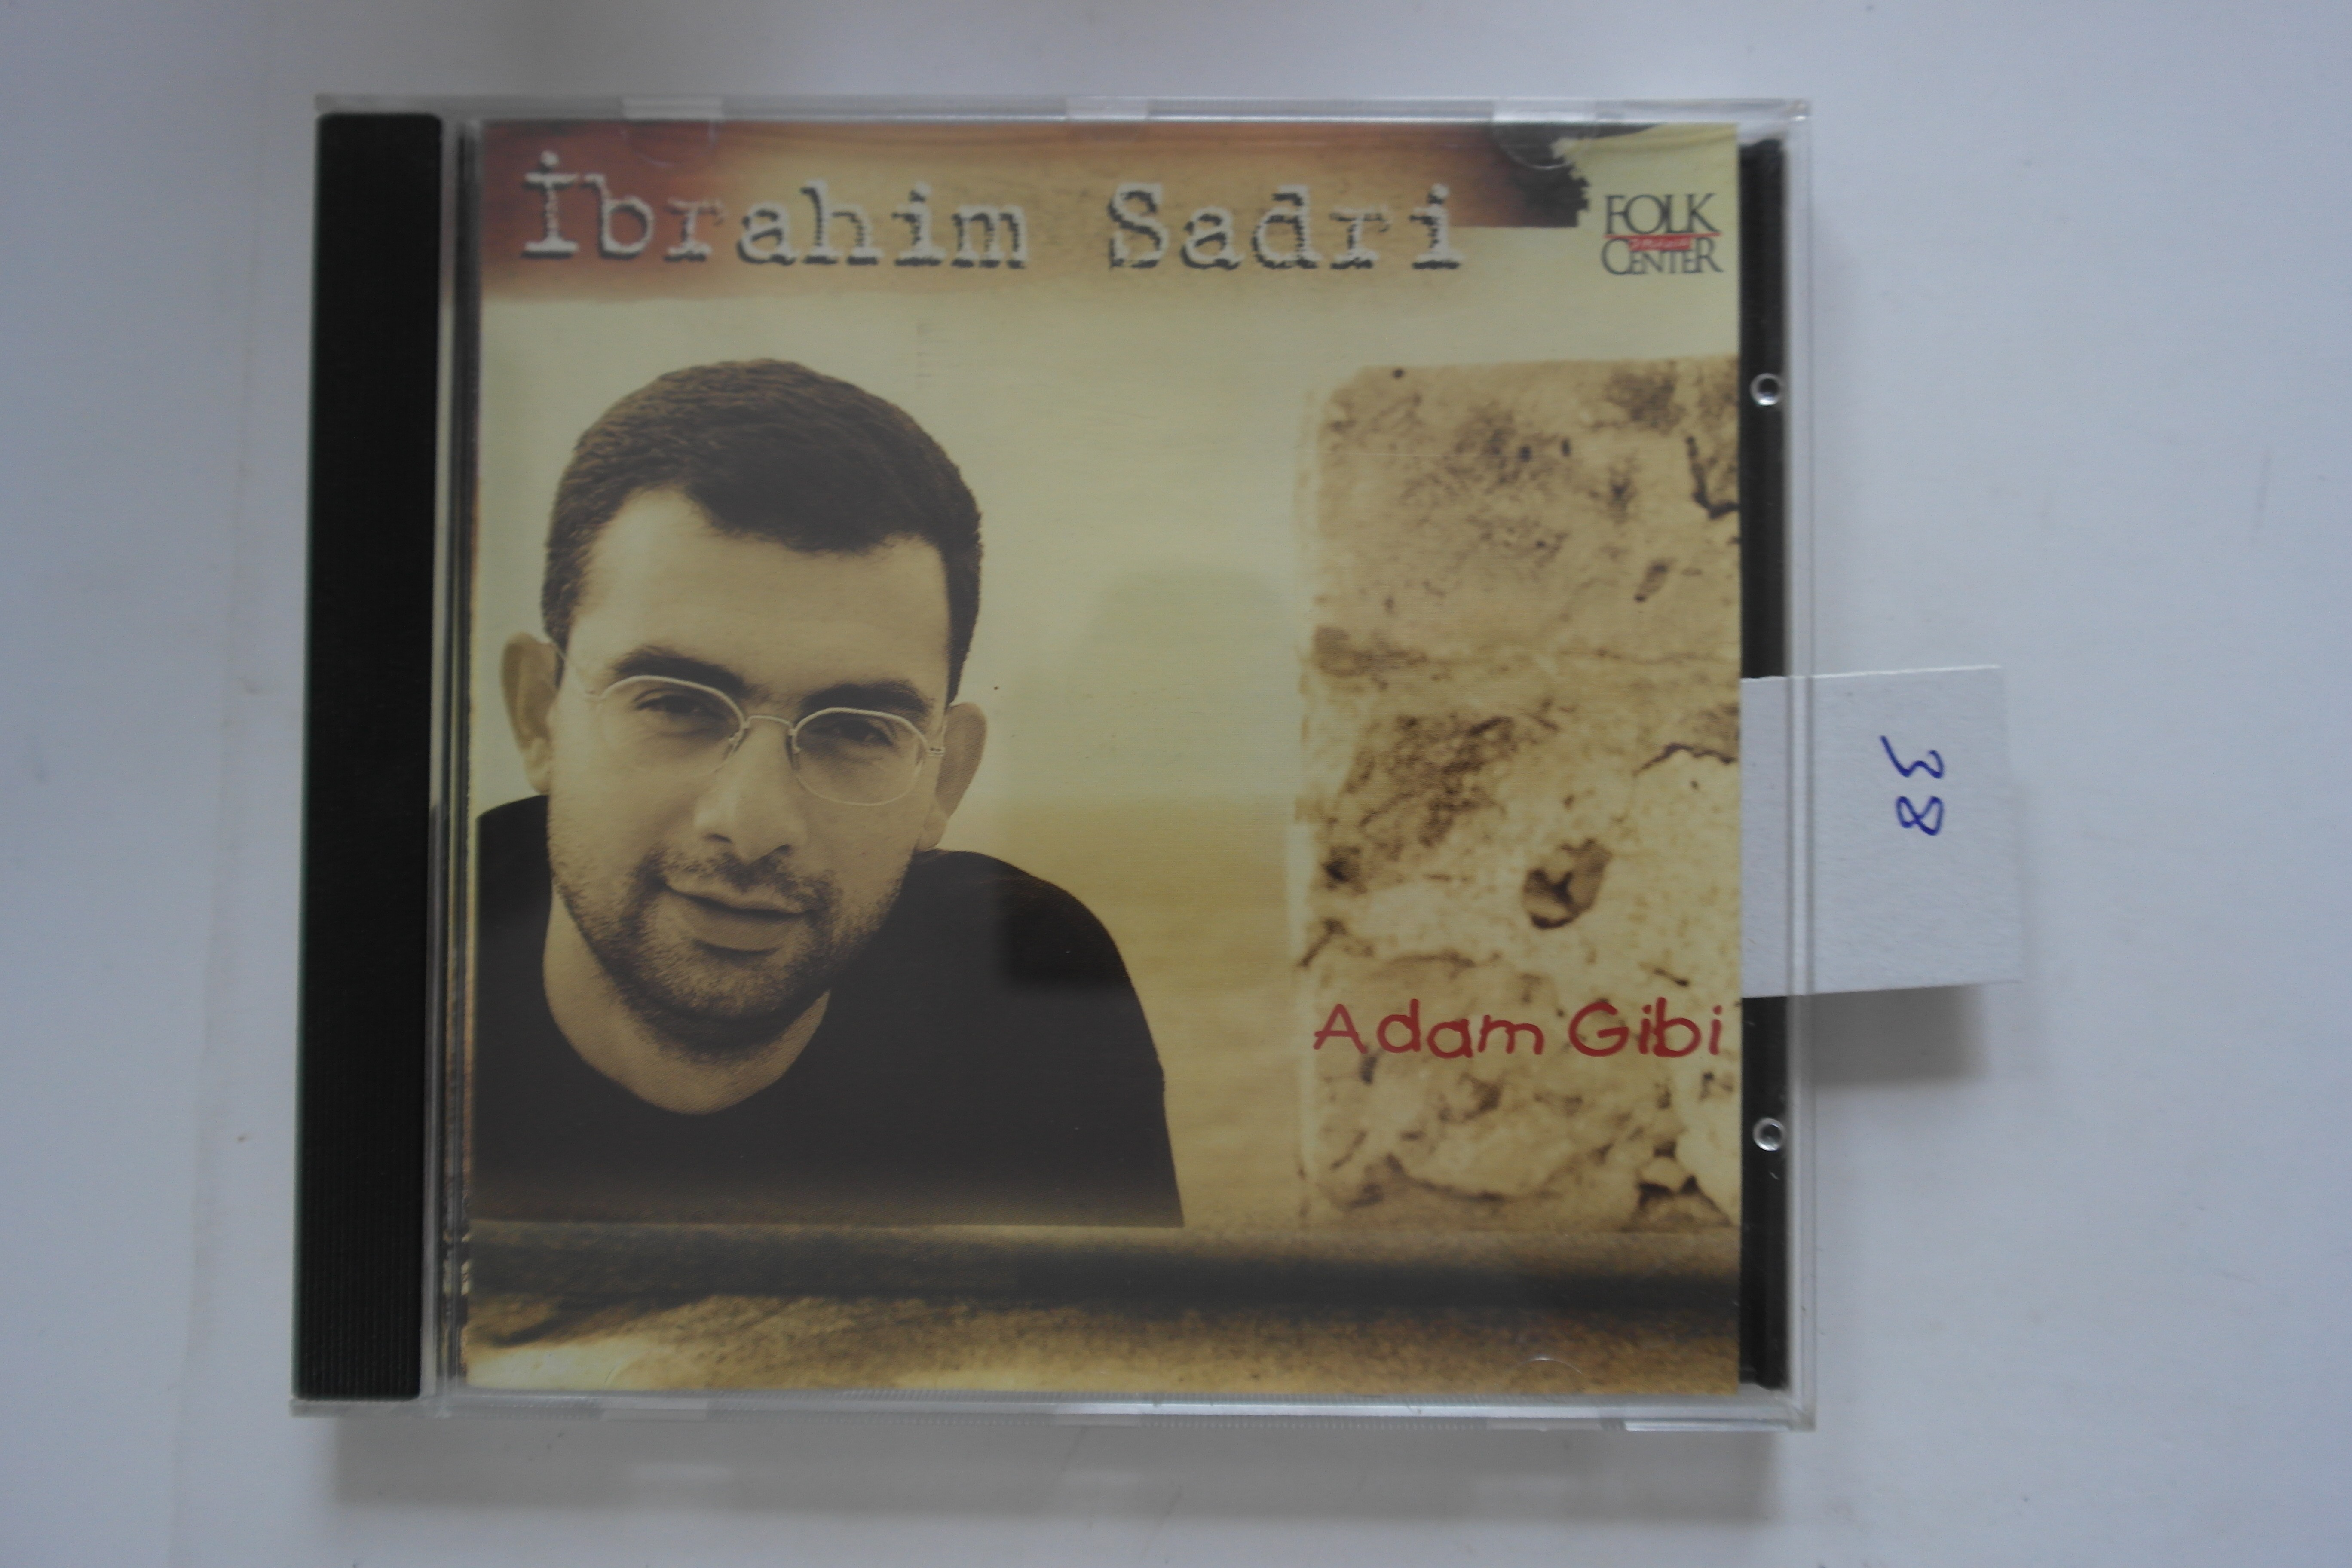 İbrahim Sadri
FOLK
CENTER
Adam Gibi
38